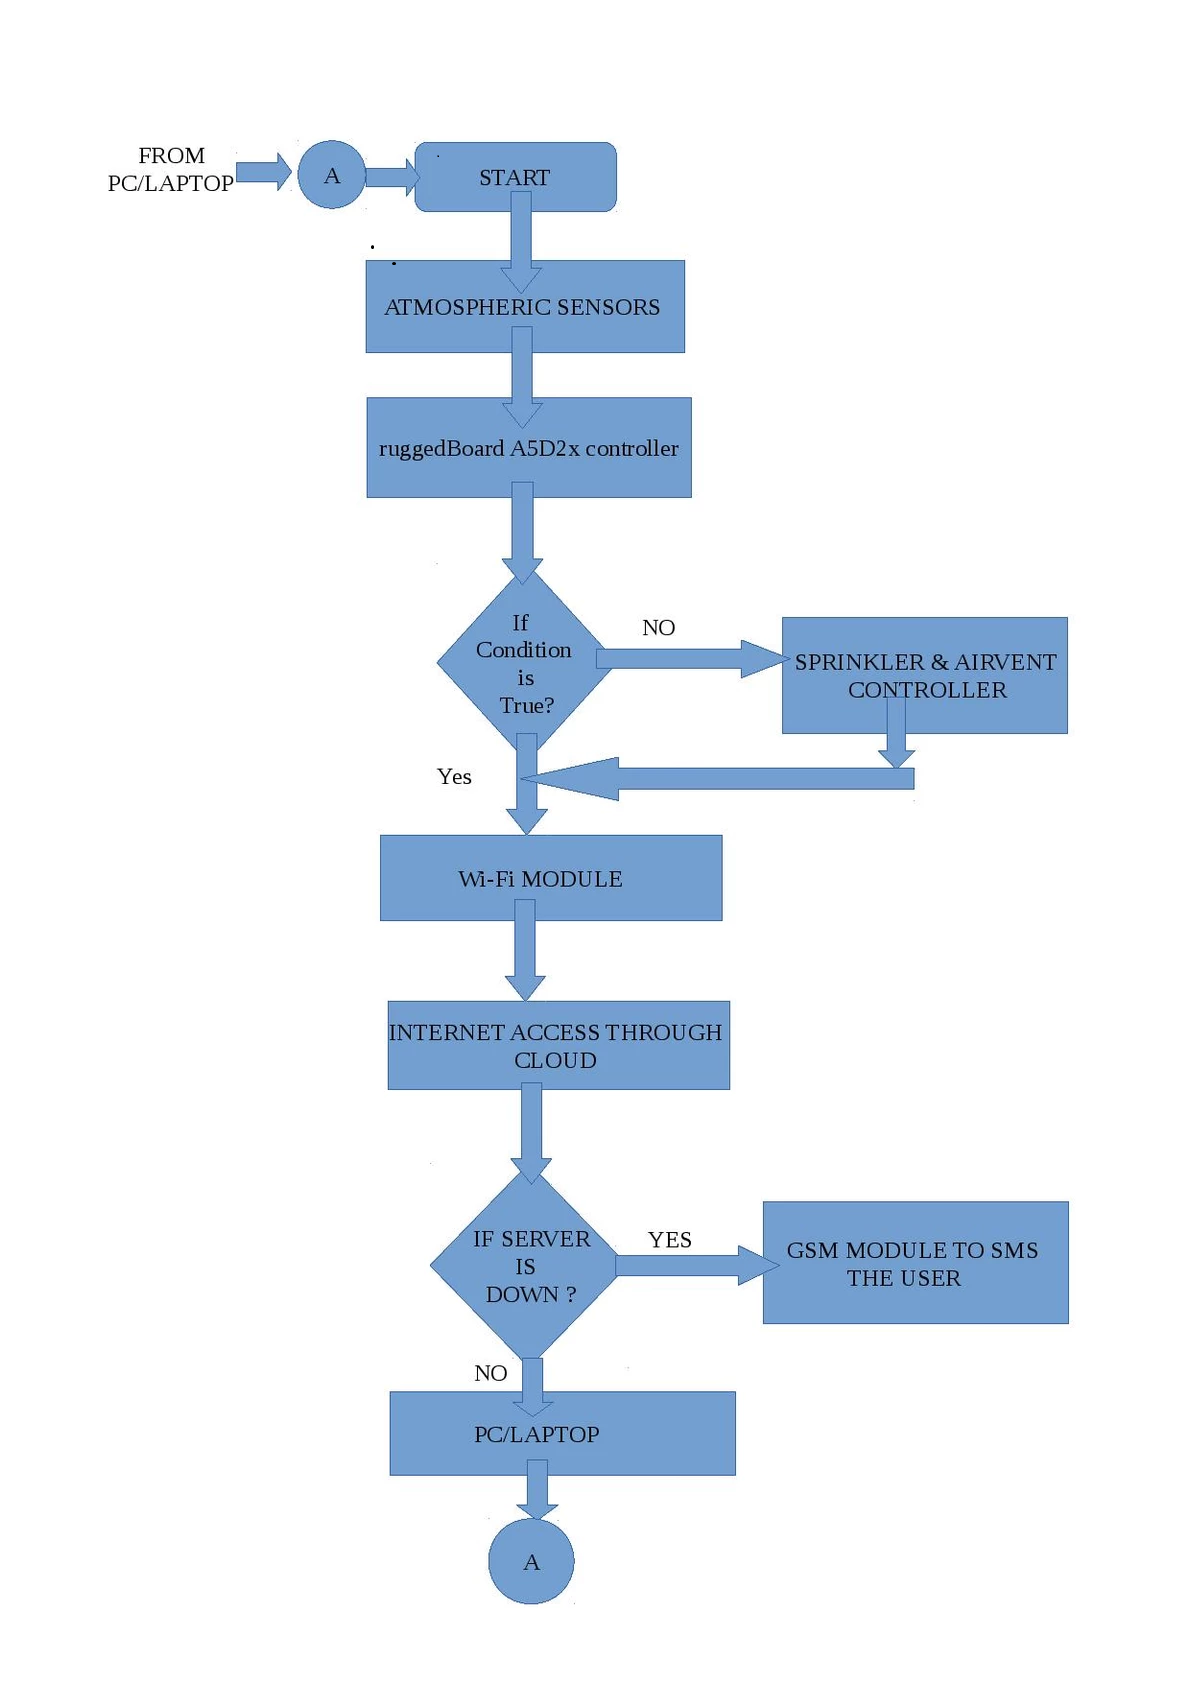 FROM
PC/LAPTOP
A
START
ATMOSPHERIC SENSORS
ruggedBoard A5D2x controller
If
Condition
is
True?
NO
SPRINKLER & AIRVENT
CONTROLLER
Yes
Wi-Fi MODULE
INTERNET ACCESS THROUGH
CLOUD
IF SERVER
IS
DOWN ?
YES
GSM MODULE TO SMS
THE USER
NO
PC/LAPTOP
A